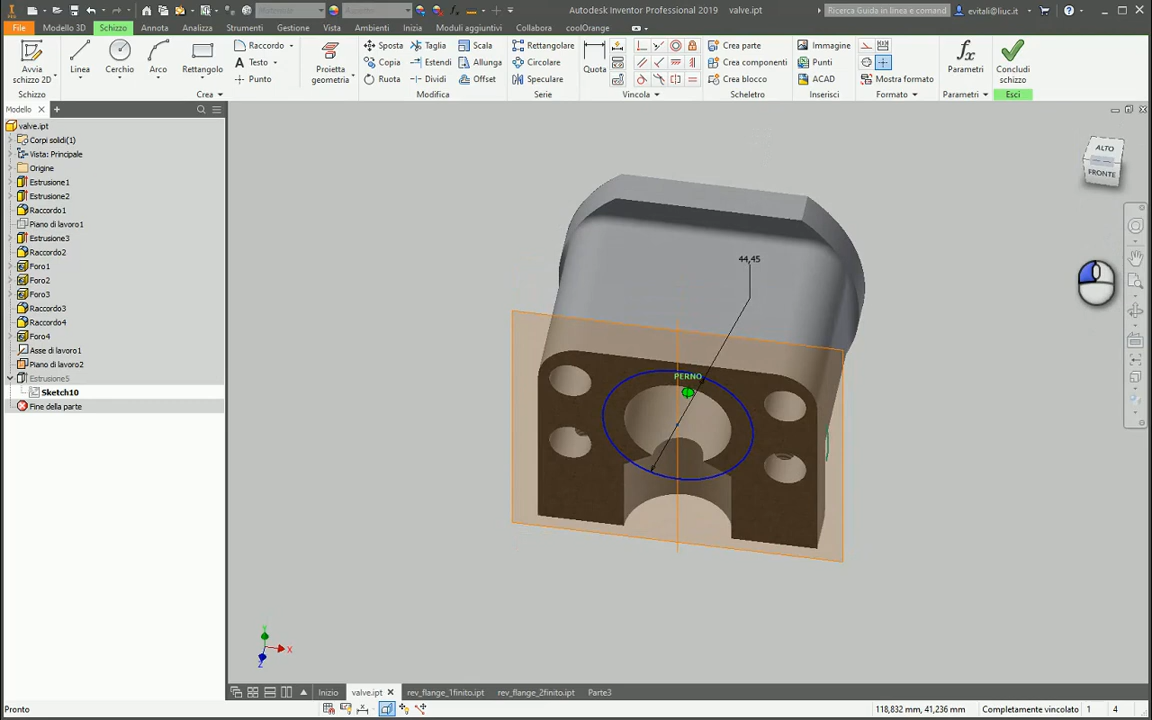 Autodesk Inventor Professional 2019 valve.ipt
Ricerca Guida in linea e comand
evitali@liuc.it
File Modello 3D Schizzo Annota Analizza Strumenti Gestione Vista Ambienti Inizia Moduli aggiuntivi Collabora coolOrange
Avvia
schizzo 2D
Linea
Cerchio
Arco
Rettangolo
Raccordo
Testo
Punto
Proietta
geometria
Sposta
Copia
Ruota
Taglia
Estendi
Dividi
Scala
Allunga
Offset
Rettangolare
Circolare
Speculare
Quota
Crea parte
Crea componenti
Crea blocco
Immagine
Punti
ACAD
Mostra formato
Parametri
Concludi
schizzo
Schizzo Crea Modifica Serie Vincola Scheletro Inserisci Formato Parametri Esci
Modello
valve.ipt
Corpi solidi(1)
Vista: Principale
Origine
Estrusione1
Estrusione2
Raccordo1
Piano di lavoro1
Estrusione3
Raccordo2
Foro1
Foro2
Foro3
Raccordo3
Raccordo4
Foro4
Asse di lavoro1
Piano di lavoro2
Estrusione5
Sketch10
Fine della parte
ALTO
FRONTE
44,45
PERNO
Y
X
Z
Inizio valve.ipt rev_flange_1finito.ipt rev_flange_2finito.ipt Parte3
Pronto
118,832 mm, 41,236 mm Completamente vincolato 1 4